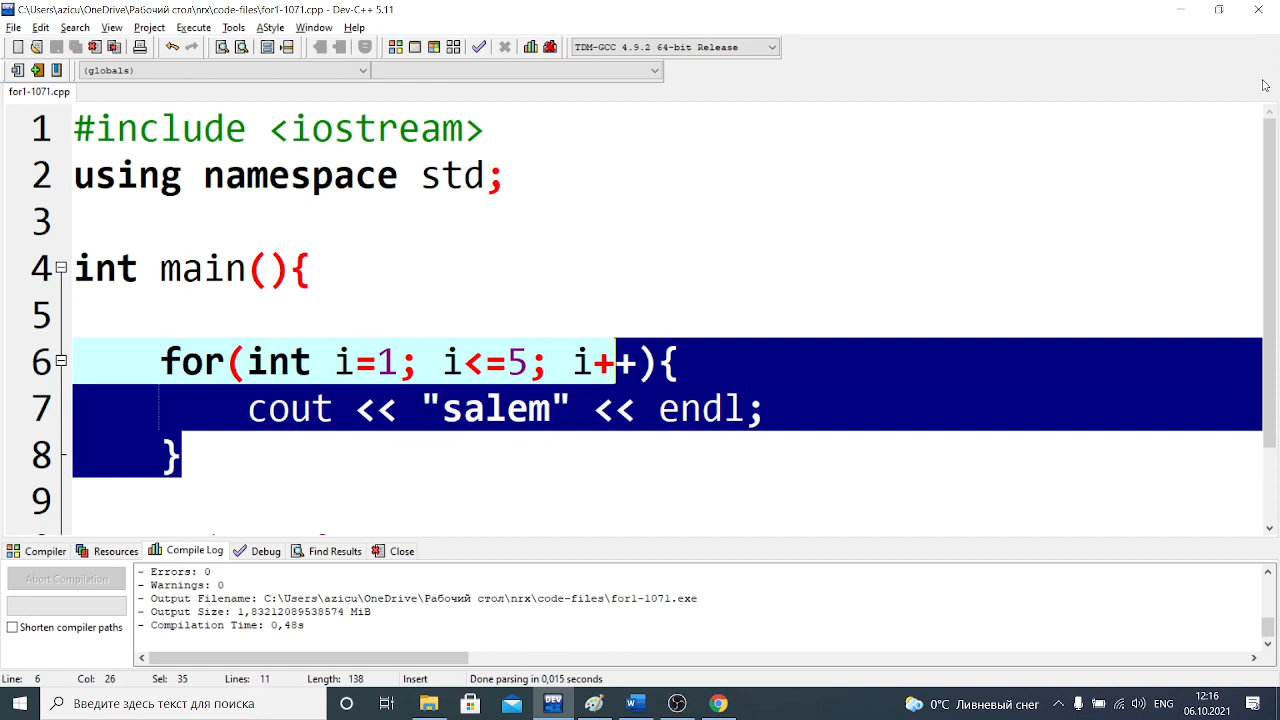 C:\Users\azicu\OneDrive\Рабочий стол\nrx\code-files\for1-1071.cpp - Dev-C++ 5.11
File Edit Search View Project Execute Tools AStyle Window Help
TDM-GCC 4.9.2 64-bit Release
(globals)
for1-1071.cpp
1 #include <iostream>
2 using namespace std;
3
4 int main(){
5
6 for(int i=1; i<=5; i++){
7 cout << "salem" << endl;
8 }
9
Compiler Resources Compile Log Debug Find Results Close
Abort Compilation
Shorten compiler paths
- Errors: 0
- Warnings: 0
- Output Filename: C:\Users\azicu\OneDrive\Рабочий стол\nrx\code-files\for1-1071.exe
- Output Size: 1,83212089538574 MiB
- Compilation Time: 0,48s
Line: 6 Col: 26 Sel: 35 Lines: 11 Length: 138 Insert Done parsing in 0,015 seconds
Введите здесь текст для поиска
DEV
0°C Ливневый снег
ENG
12:16
06.10.2021